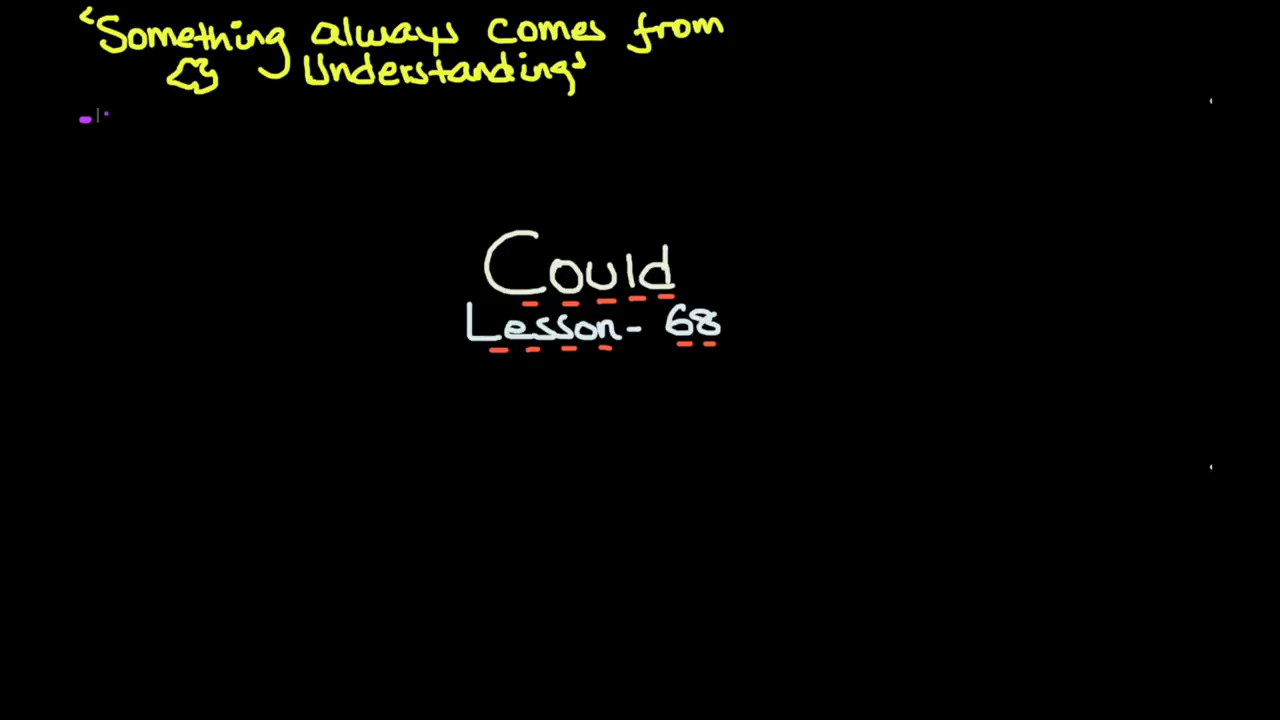 ‘Something always comes from
Understanding’
Could
Lesson- 68